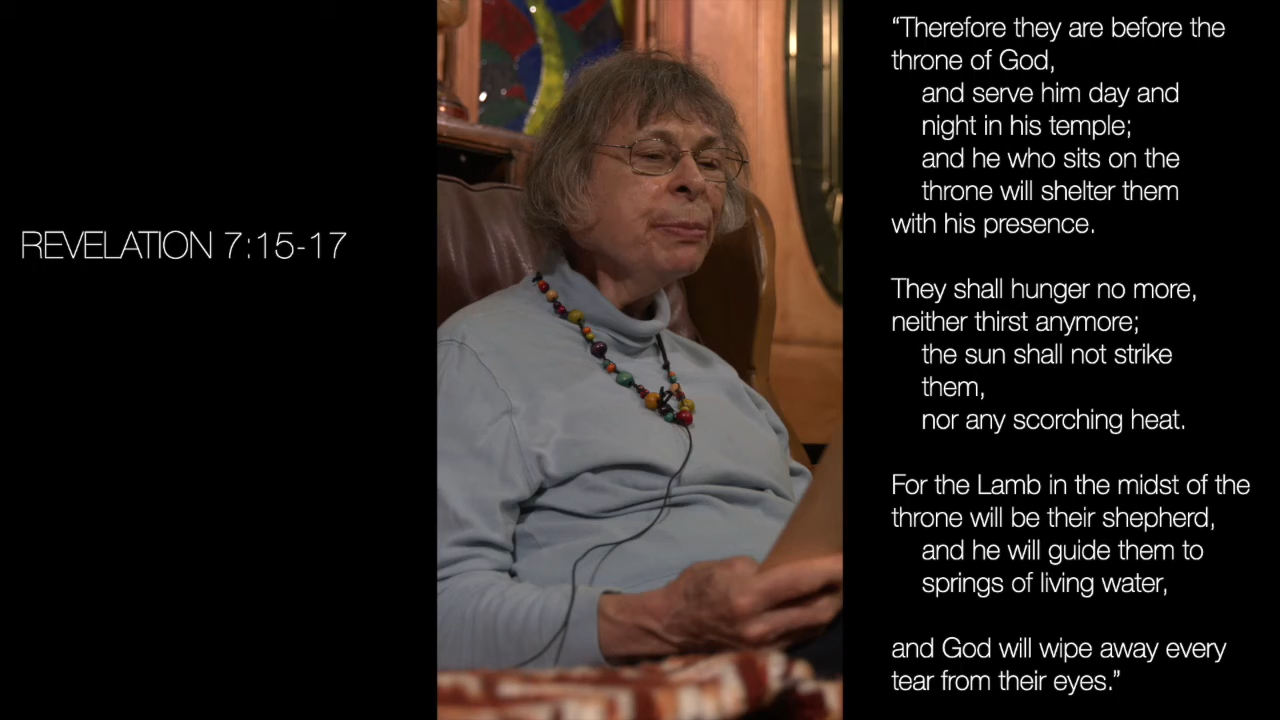 REVELATION 7:15-17
“Therefore they are before the
throne of God,
and serve him day and
night in his temple;
and he who sits on the
throne will shelter them
with his presence.
They shall hunger no more,
neither thirst anymore;
the sun shall not strike
them,
nor any scorching heat.
For the Lamb in the midst of the
throne will be their shepherd,
and he will guide them to
springs of living water,
and God will wipe away every
tear from their eyes.”